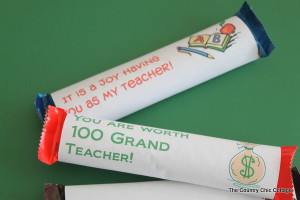 It is a Joy Having
You as my Teacher!
A B
You are worth
100 Grand
Teacher!
$
The Country Chic Cottage